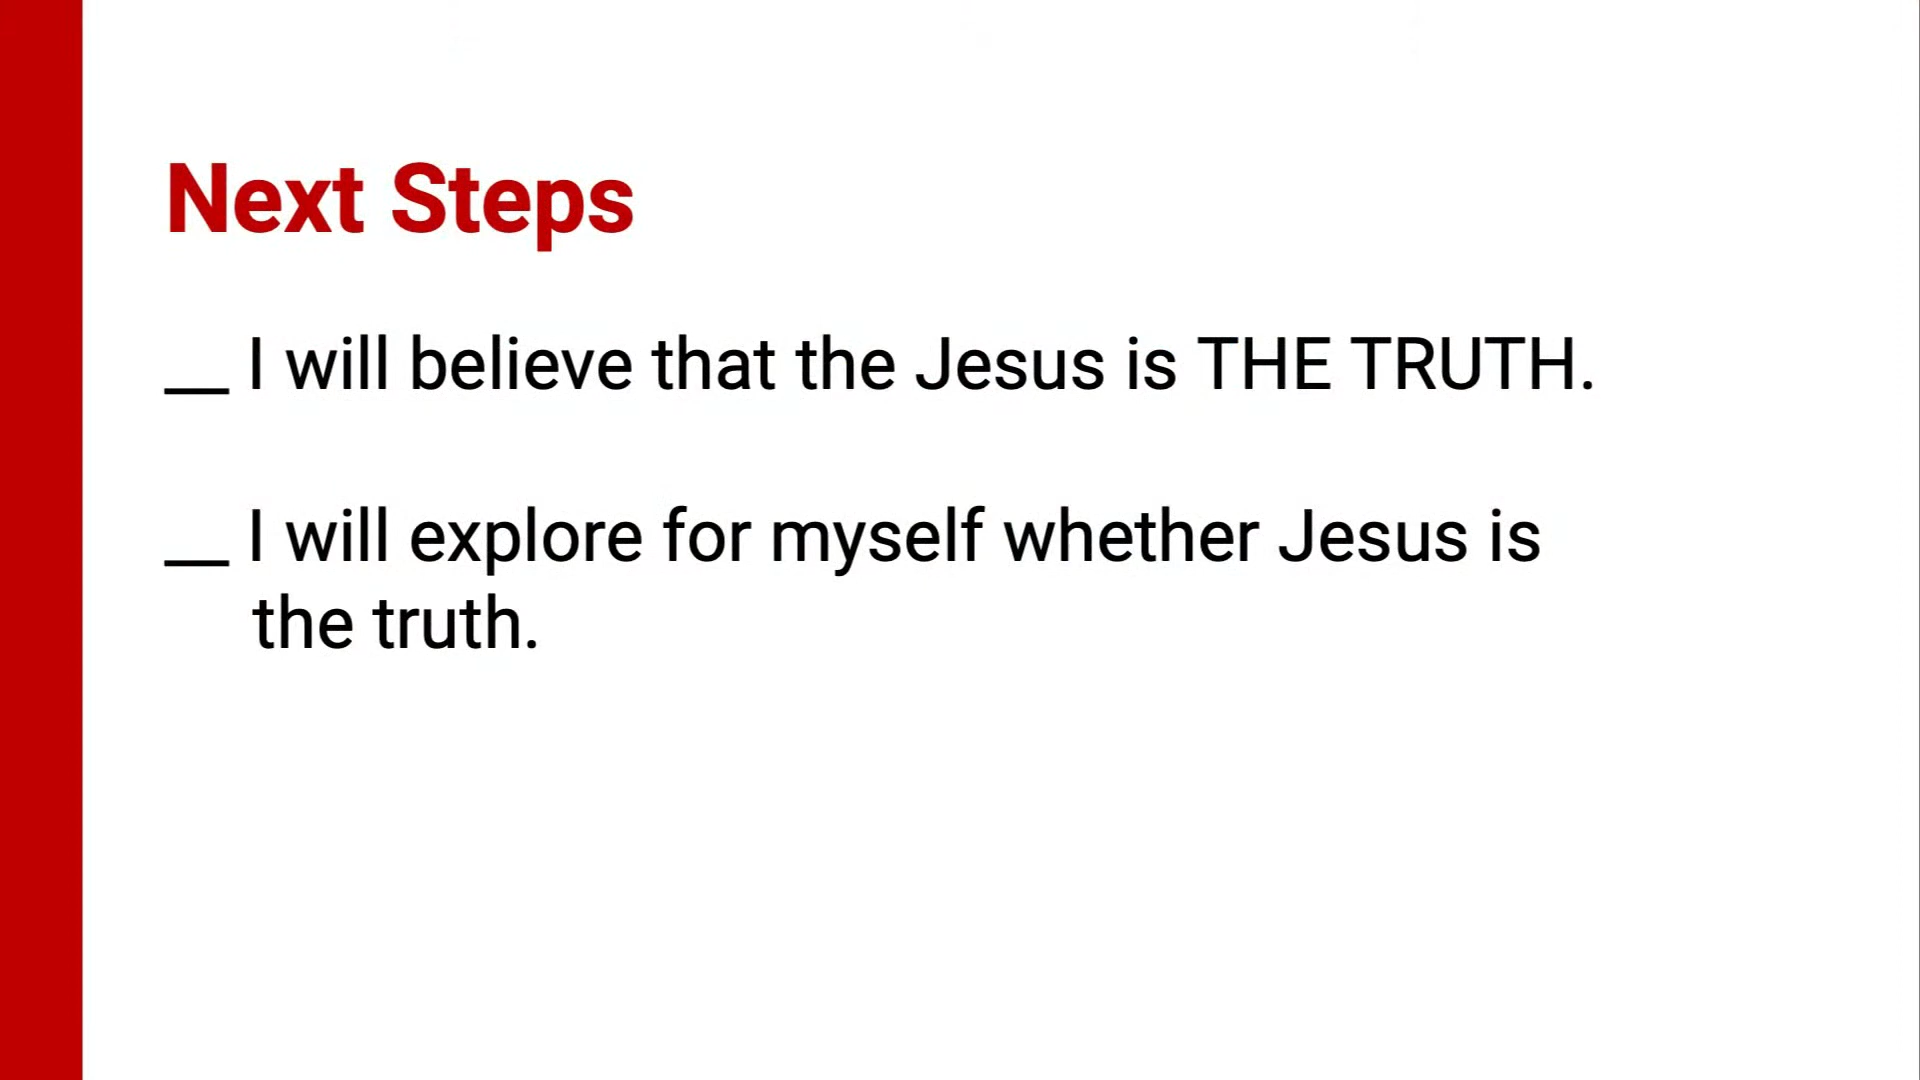 Next Steps
__ I will believe that the Jesus is THE TRUTH.
__ I will explore for myself whether Jesus is
the truth.